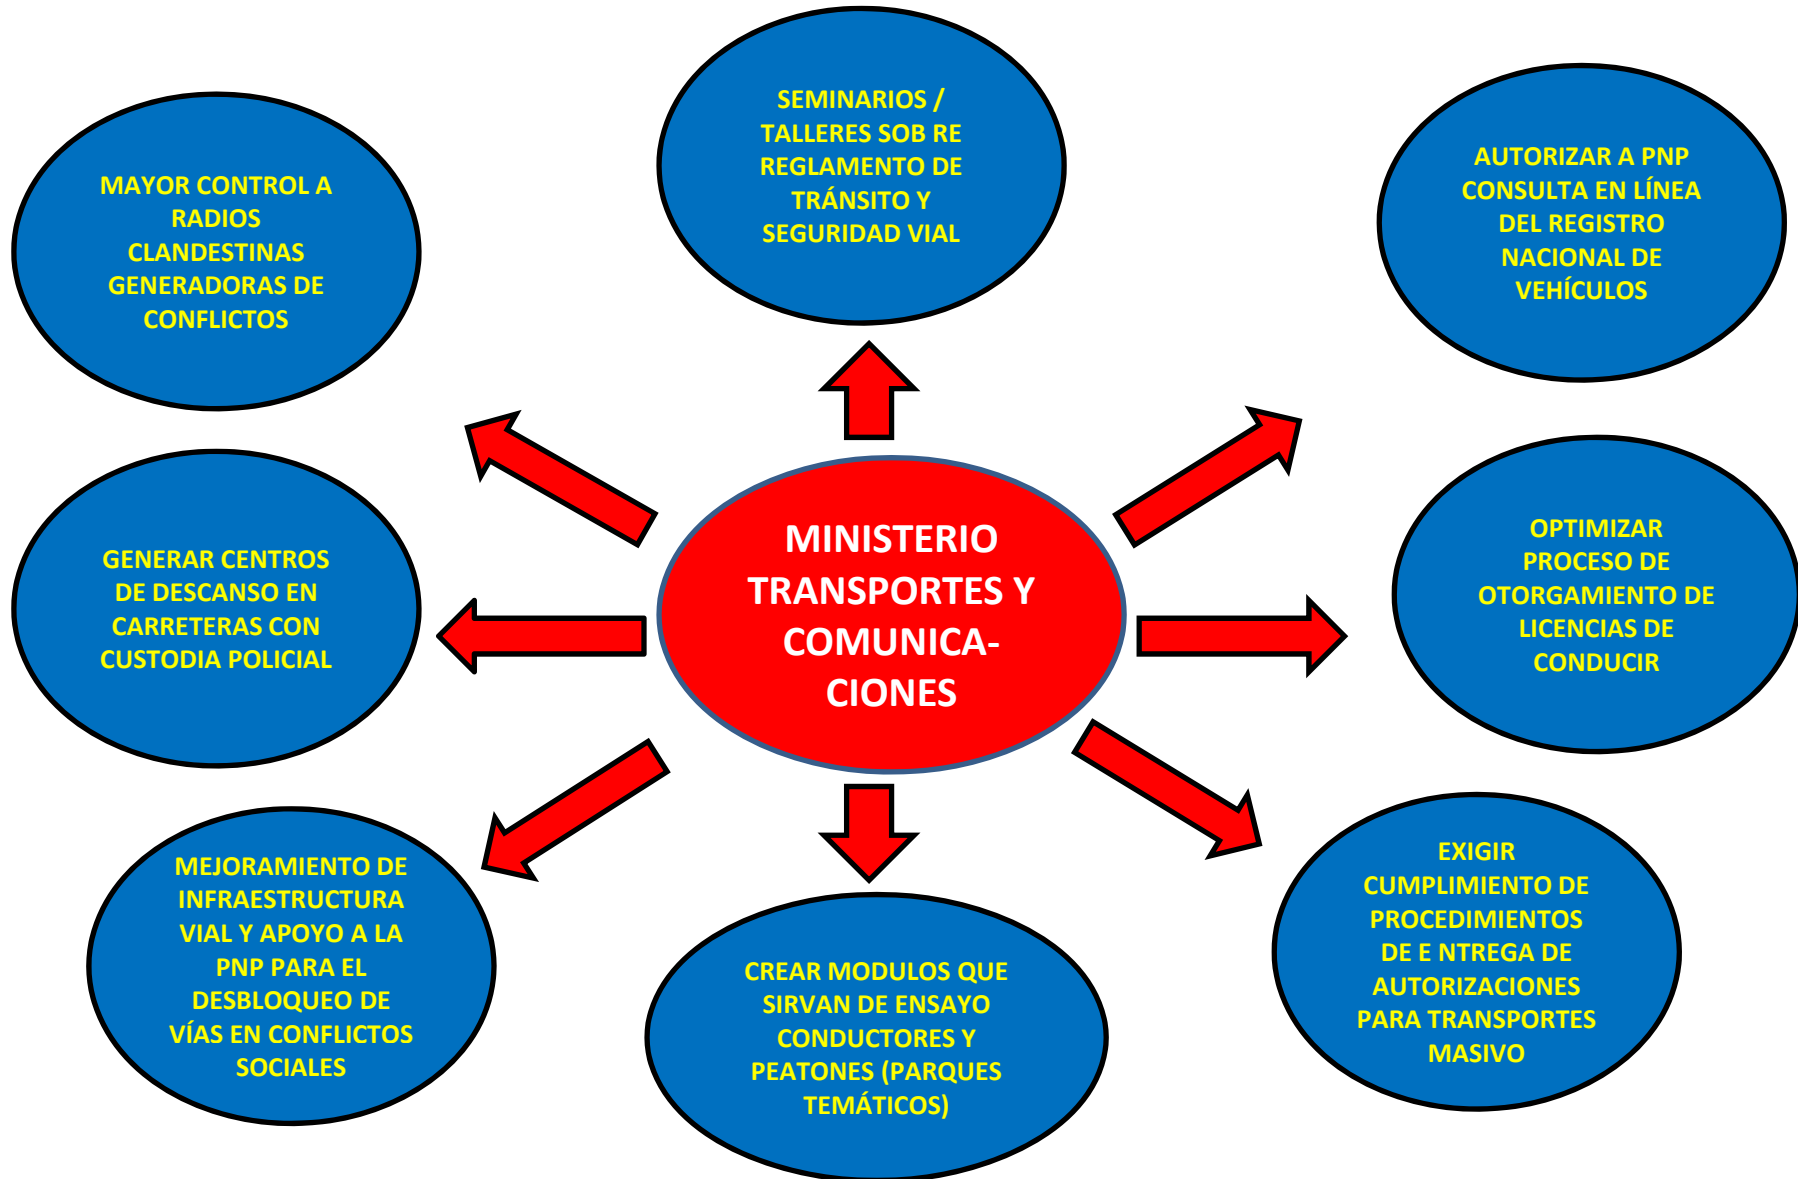 SEMINARIOS /
TALLERES SOB RE
REGLAMENTO DE
TRÁNSITO Y
SEGURIDAD VIAL
MAYOR CONTROL A
RADIOS
CLANDESTINAS
GENERADORAS DE
CONFLICTOS
AUTORIZAR A PNP
CONSULTA EN LÍNEA
DEL REGISTRO
NACIONAL DE
VEHÍCULOS
GENERAR CENTROS
DE DESCANSO EN
CARRETERAS CON
CUSTODIA POLICIAL
MINISTERIO
TRANSPORTES Y
COMUNICA-
CIONES
OPTIMIZAR
PROCESO DE
OTORGAMIENTO DE
LICENCIAS DE
CONDUCIR
MEJORAMIENTO DE
INFRAESTRUCTURA
VIAL Y APOYO A LA
PNP PARA EL
DESBLOQUEO DE
VÍAS EN CONFLICTOS
SOCIALES
CREAR MODULOS QUE
SIRVAN DE ENSAYO
CONDUCTORES Y
PEATONES (PARQUES
TEMÁTICOS)
EXIGIR
CUMPLIMIENTO DE
PROCEDIMIENTOS
DE E NTREGA DE
AUTORIZACIONES
PARA TRANSPORTES
MASIVO